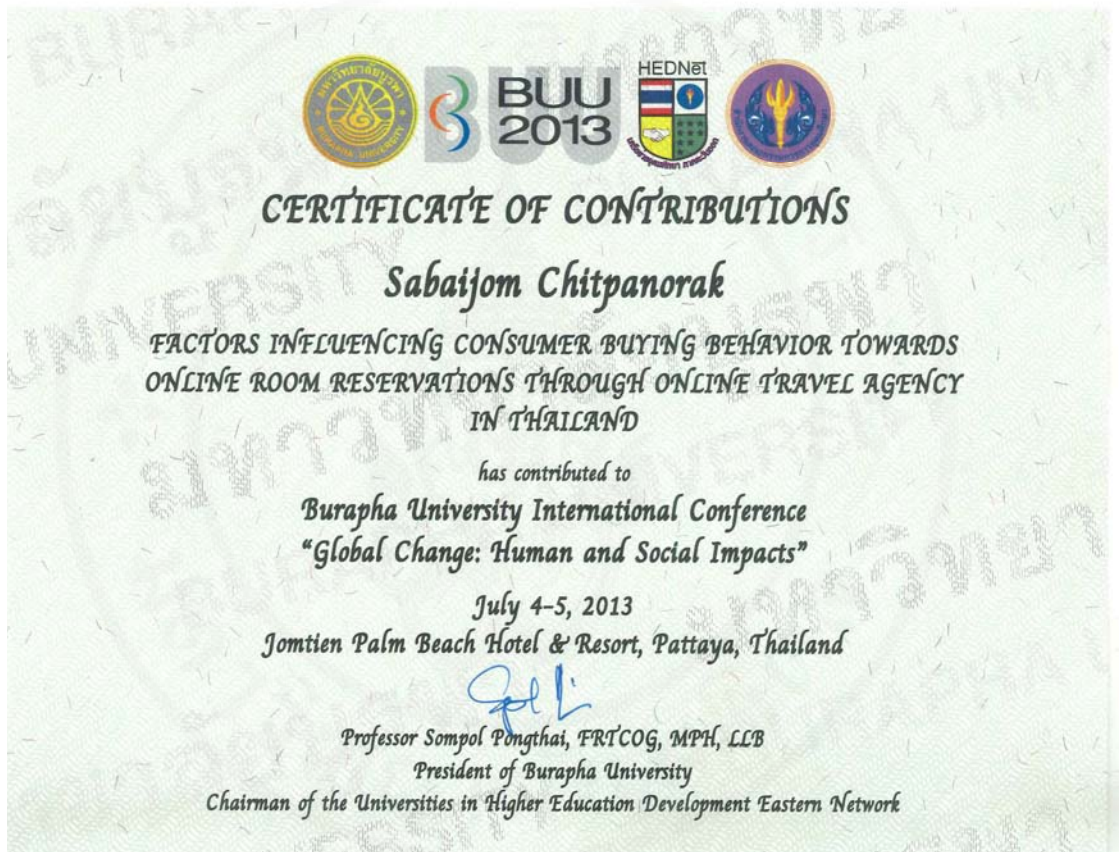 BUU
2013
HEDNet
BURAPHA UNIVERSITY
CERTIFICATE OF CONTRIBUTIONS
Sabaijom Chitpanorak
FACTORS INFLUENCING CONSUMER BUYING BEHAVIOR TOWARDS
ONLINE ROOM RESERVATIONS THROUGH ONLINE TRAVEL AGENCY
IN THAILAND
has contributed to
Burapha University International Conference
“Global Change: Human and Social Impacts”
July 4-5, 2013
Jomtien Palm Beach Hotel & Resort, Pattaya, Thailand
Professor Sompol Pongthai, FRTCOG, MPH, LLB
President of Burapha University
Chairman of the Universities in Higher Education Development Eastern Network